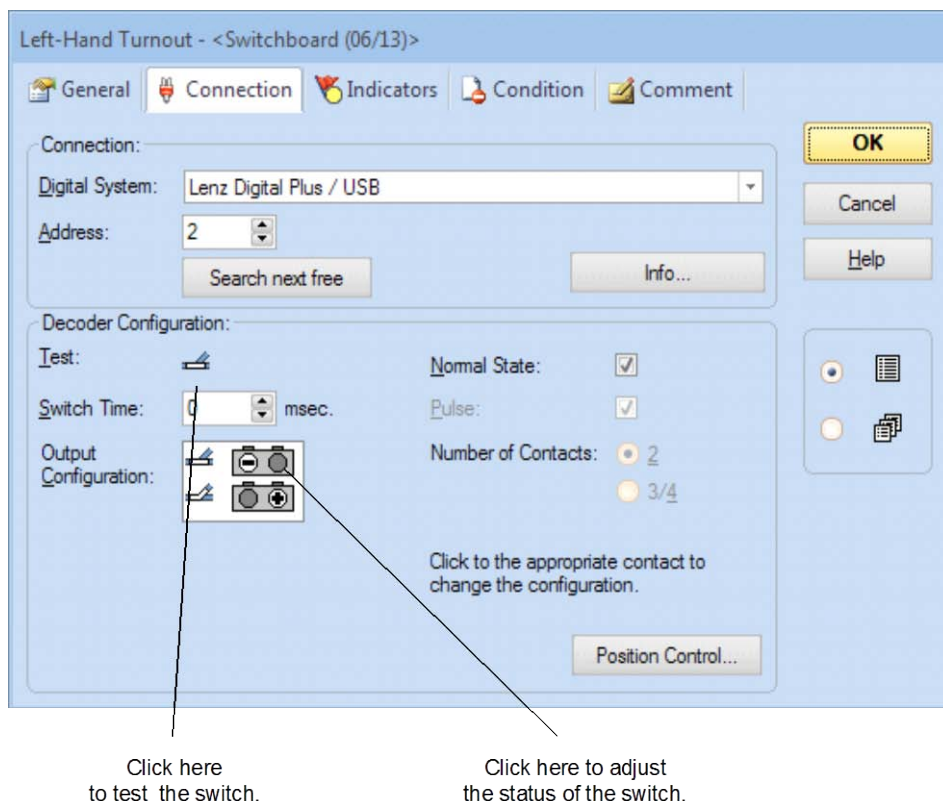 Left-Hand Turnout - <Switchboard (06/13)>
General Connection Indicators Condition Comment
Connection:
Digital System: Lenz Digital Plus / USB
Address: 2
Search next free Info...
OK
Cancel
Help
Decoder Configuration:
Test:
Normal State:
Switch Time: 0 msec.
Pulse:
Output
Configuration:
Number of Contacts: 2
3/4
Click to the appropriate contact to
change the configuration.
Position Control...
Click here
to test the switch.
Click here to adjust
the status of the switch.